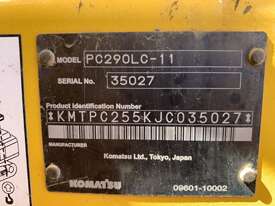 MODEL PC290LC-11
SERIAL No. 35027
Product Identification Number
*KMTPC255KJC035027*
MANUFACTURER
Komatsu Ltd., Tokyo, Japan
KOMATSU
09601-10002